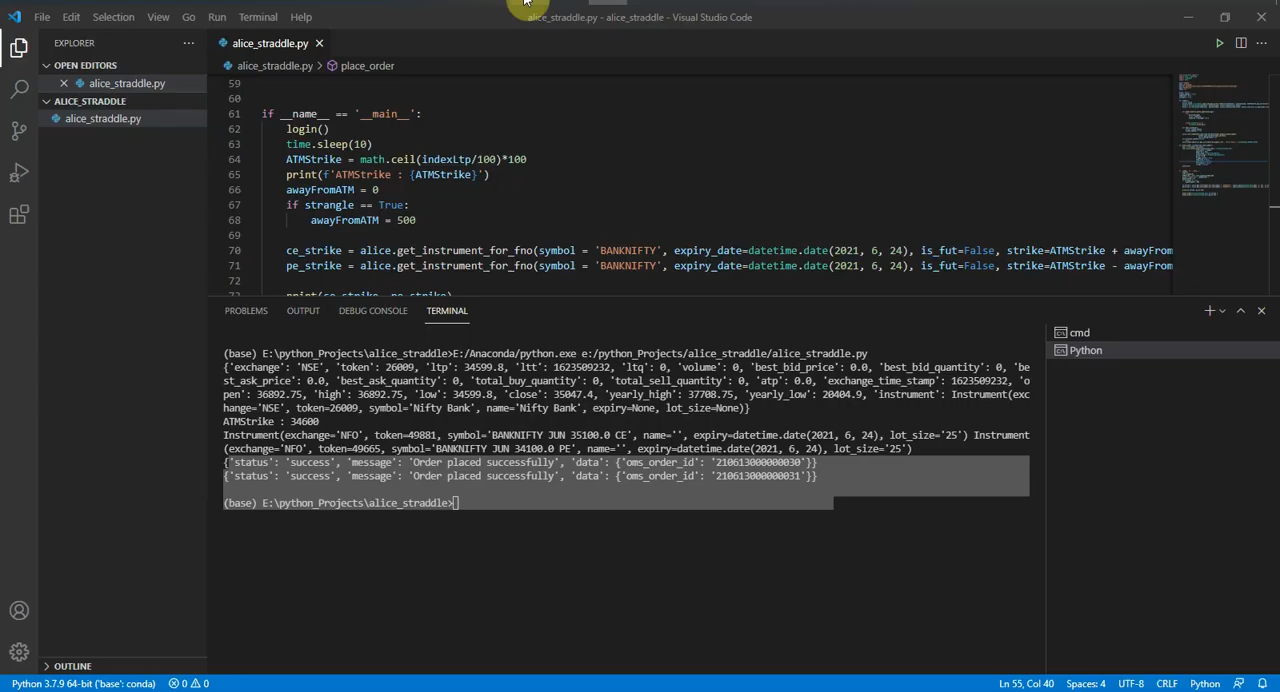 File Edit Selection View Go Run Terminal Help
alice_straddle.py - alice_straddle - Visual Studio Code
EXPLORER
OPEN EDITORS
alice_straddle.py
ALICE_STRADDLE
alice_straddle.py
OUTLINE
alice_straddle.py
alice_straddle.py > place_order
59
60
61 if __name__ == '__main__':
62 login()
63 time.sleep(10)
64 ATMStrike = math.ceil(indexLtp/100)*100
65 print(f'ATMStrike : {ATMStrike}')
66 awayFromATM = 0
67 if strangle == True:
68 awayFromATM = 500
69
70 ce_strike = alice.get_instrument_for_fno(symbol = 'BANKNIFTY', expiry_date=datetime.date(2021, 6, 24), is_fut=False, strike=ATMStrike + awayFrom
71 pe_strike = alice.get_instrument_for_fno(symbol = 'BANKNIFTY', expiry_date=datetime.date(2021, 6, 24), is_fut=False, strike=ATMStrike - awayFrom
72 print(ce_strike, pe_strike)
PROBLEMS OUTPUT DEBUG CONSOLE TERMINAL
cmd
Python
(base) E:\python_Projects\alice_straddle>E:/Anaconda/python.exe e:/python_Projects/alice_straddle/alice_straddle.py
{'exchange': 'NSE', 'token': 26009, 'ltp': 34599.8, 'ltt': 1623509232, 'ltq': 0, 'volume': 0, 'best_bid_price': 0.0, 'best_bid_quantity': 0, 'be
st_ask_price': 0.0, 'best_ask_quantity': 0, 'total_buy_quantity': 0, 'total_sell_quantity': 0, 'atp': 0.0, 'exchange_time_stamp': 1623509232, 'o
pen': 36892.75, 'high': 36892.75, 'low': 34599.8, 'close': 35047.4, 'yearly_high': 37708.75, 'yearly_low': 20404.9, 'instrument': Instrument(exc
hange='NSE', token=26009, symbol='Nifty Bank', name='Nifty Bank', expiry=None, lot_size=None)}
ATMStrike : 34600
Instrument(exchange='NFO', token=49881, symbol='BANKNIFTY JUN 35100.0 CE', name='', expiry=datetime.date(2021, 6, 24), lot_size='25') Instrument
(exchange='NFO', token=49665, symbol='BANKNIFTY JUN 34100.0 PE', name='', expiry=datetime.date(2021, 6, 24), lot_size='25')
{'status': 'success', 'message': 'Order placed successfully', 'data': {'oms_order_id': '210613000000030'}}
{'status': 'success', 'message': 'Order placed successfully', 'data': {'oms_order_id': '210613000000031'}}
(base) E:\python_Projects\alice_straddle>
Python 3.7.9 64-bit ('base': conda) 0 0 Ln 55, Col 40 Spaces: 4 UTF-8 CRLF Python